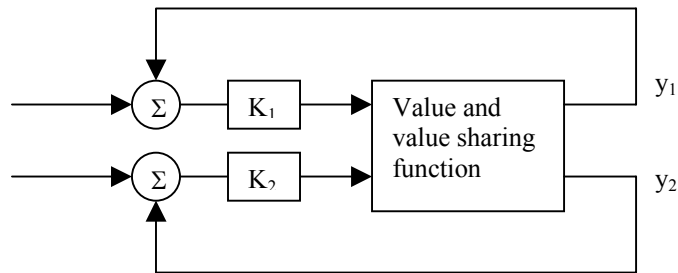 y₁
Σ
K₁
Value and
value sharing
function
Σ
K₂
y₂